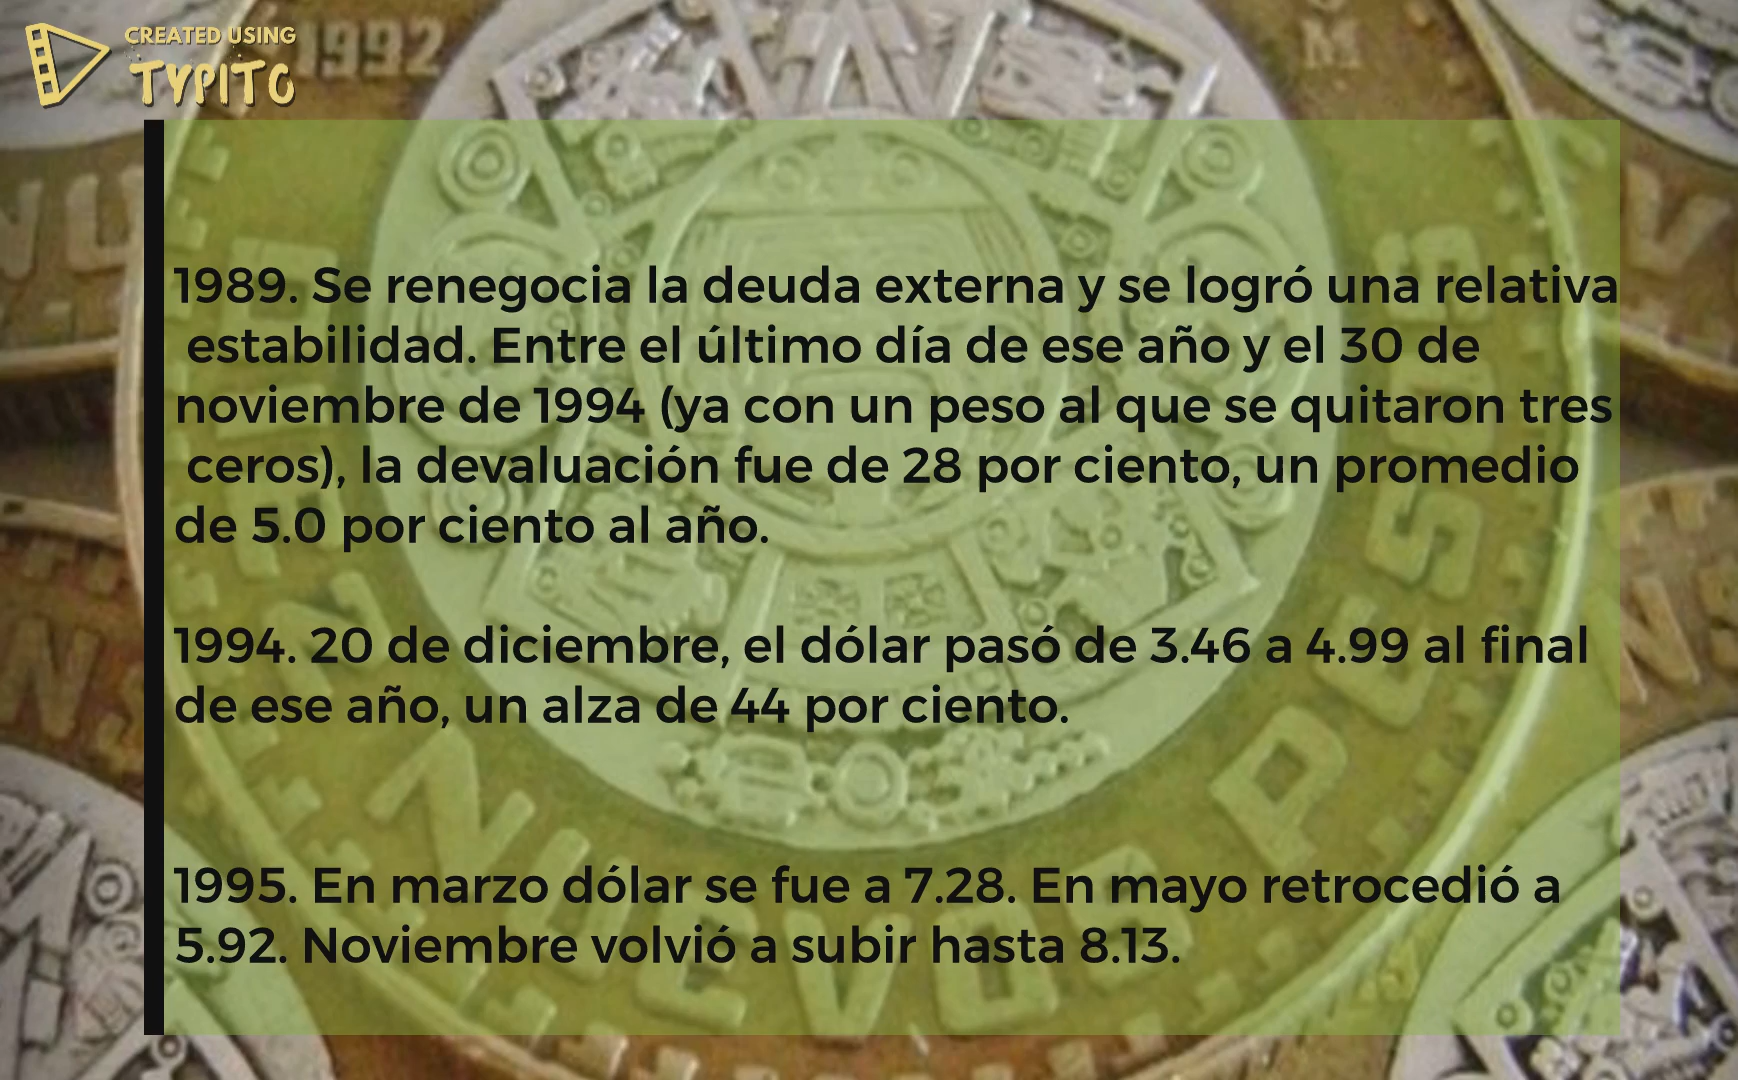 CREATED USING
TYPITO
1992
M
1989. Se renegocia la deuda externa y se logró una relativa
estabilidad. Entre el último día de ese año y el 30 de
noviembre de 1994 (ya con un peso al que se quitaron tres
ceros), la devaluación fue de 28 por ciento, un promedio
de 5.0 por ciento al año.
1994. 20 de diciembre, el dólar pasó de 3.46 a 4.99 al final
de ese año, un alza de 44 por ciento.
1995. En marzo dólar se fue a 7.28. En mayo retrocedió a
5.92. Noviembre volvió a subir hasta 8.13.
NUEVOS PESOS